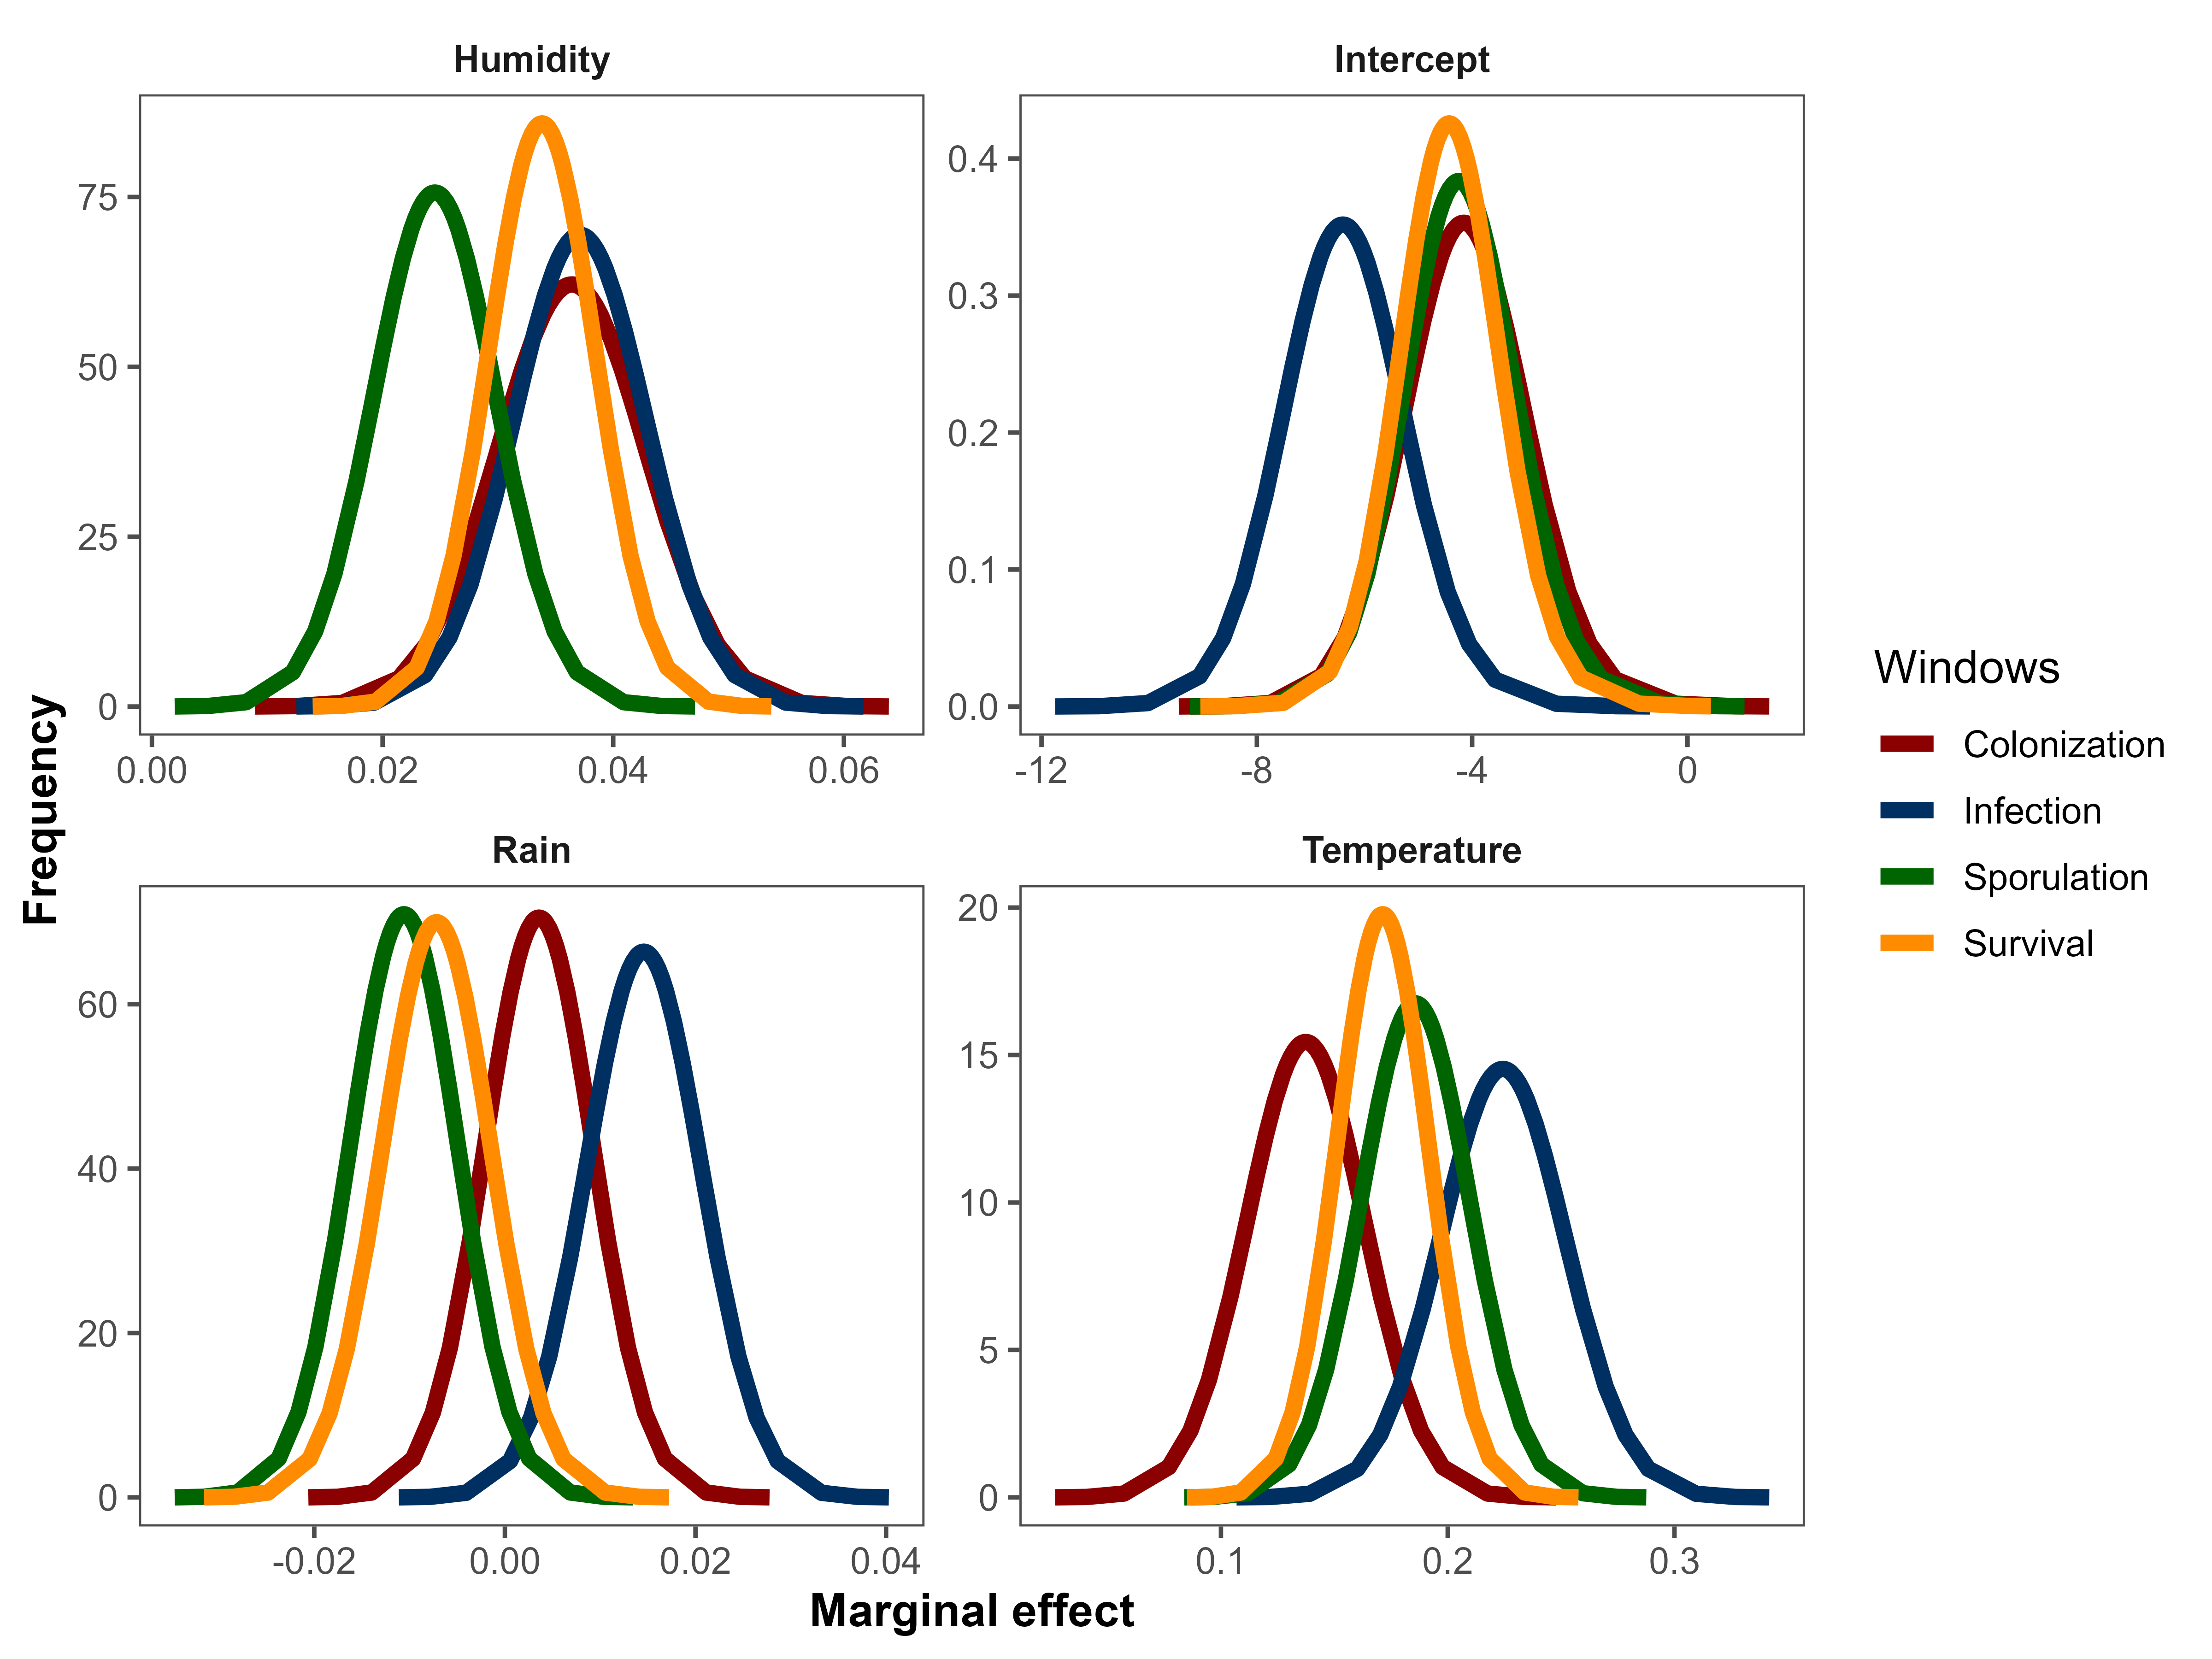 Humidity
Intercept
75
50
25
0
0.00 0.02 0.04 0.06
0.4
0.3
0.2
0.1
0.0
-12 -8 -4 0
Rain
Temperature
60
40
20
0
-0.02 0.00 0.02 0.04
20
15
10
5
0
0.1 0.2 0.3
Frequency
Marginal effect
Windows
Colonization
Infection
Sporulation
Survival